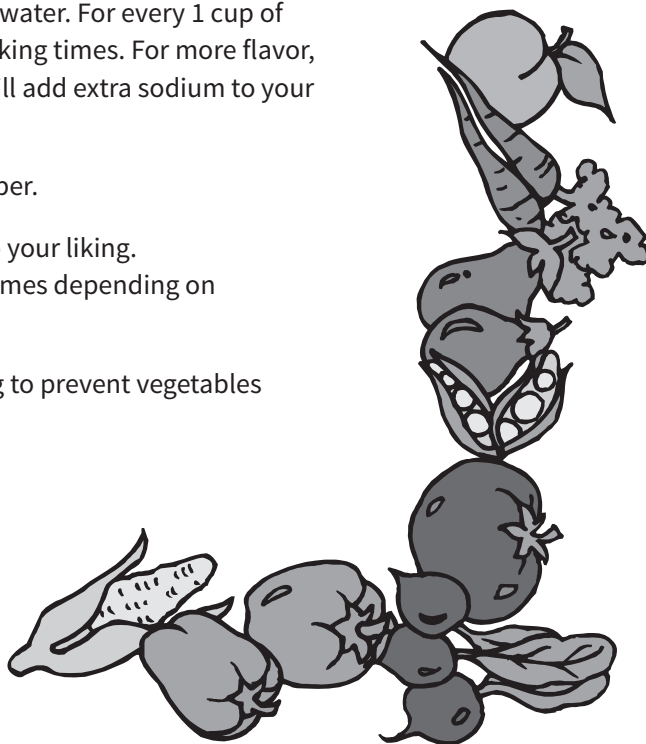 water. For every 1 cup of
king times. For more flavor,
ll add extra sodium to your
per.
your liking.
mes depending on
g to prevent vegetables